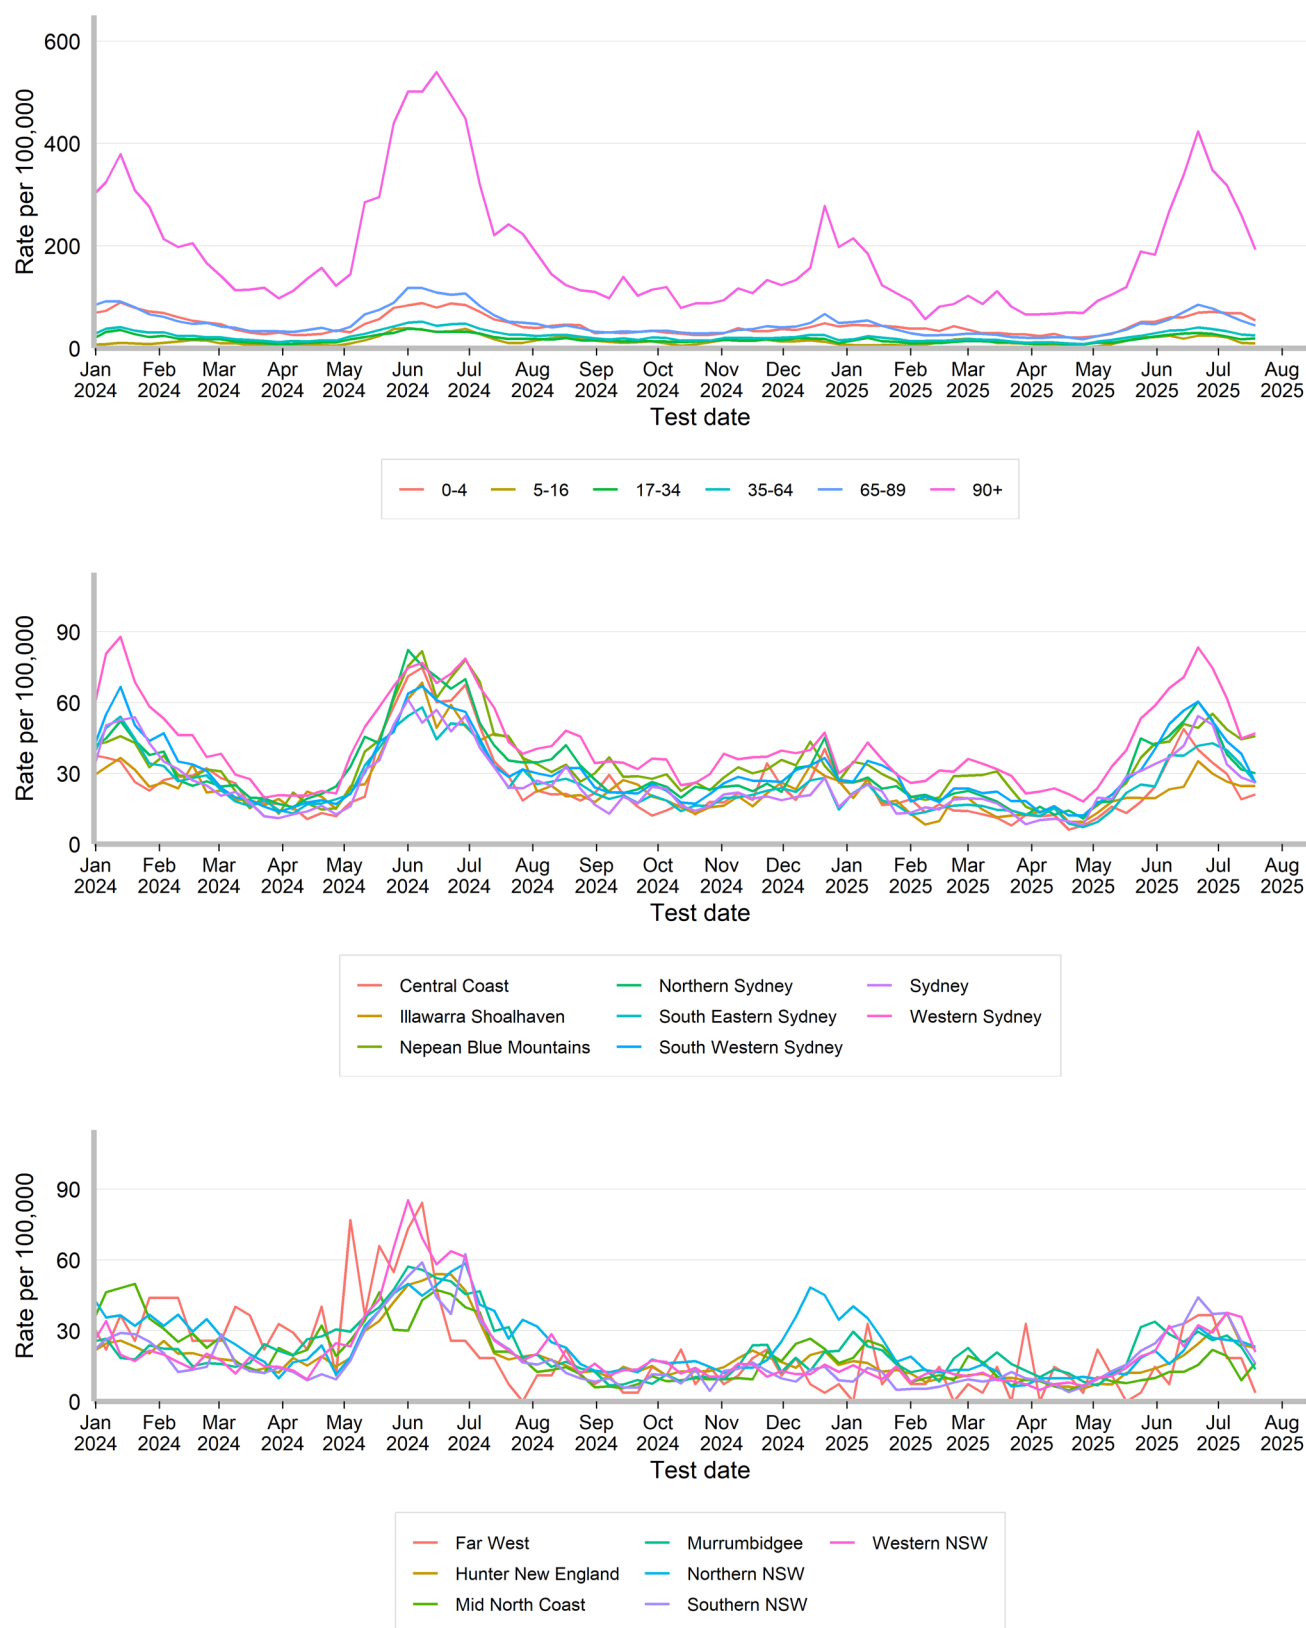 Rate per 100,000
600
400
200
0
Jan Feb Mar Apr May Jun Jul Aug Sep Oct Nov Dec Jan Feb Mar Apr May Jun Jul Aug
2024 2024 2024 2024 2024 2024 2024 2024 2024 2024 2024 2024 2025 2025 2025 2025 2025 2025 2025 2025
Test date
0-4 5-16 17-34 35-64 65-89 90+
Rate per 100,000
90
60
30
0
Jan Feb Mar Apr May Jun Jul Aug Sep Oct Nov Dec Jan Feb Mar Apr May Jun Jul Aug
2024 2024 2024 2024 2024 2024 2024 2024 2024 2024 2024 2024 2025 2025 2025 2025 2025 2025 2025 2025
Test date
Central Coast Northern Sydney Sydney
Illawarra Shoalhaven South Eastern Sydney Western Sydney
Nepean Blue Mountains South Western Sydney
Rate per 100,000
90
60
30
0
Jan Feb Mar Apr May Jun Jul Aug Sep Oct Nov Dec Jan Feb Mar Apr May Jun Jul Aug
2024 2024 2024 2024 2024 2024 2024 2024 2024 2024 2024 2024 2025 2025 2025 2025 2025 2025 2025 2025
Test date
Far West Murrumbidgee Western NSW
Hunter New England Northern NSW
Mid North Coast Southern NSW